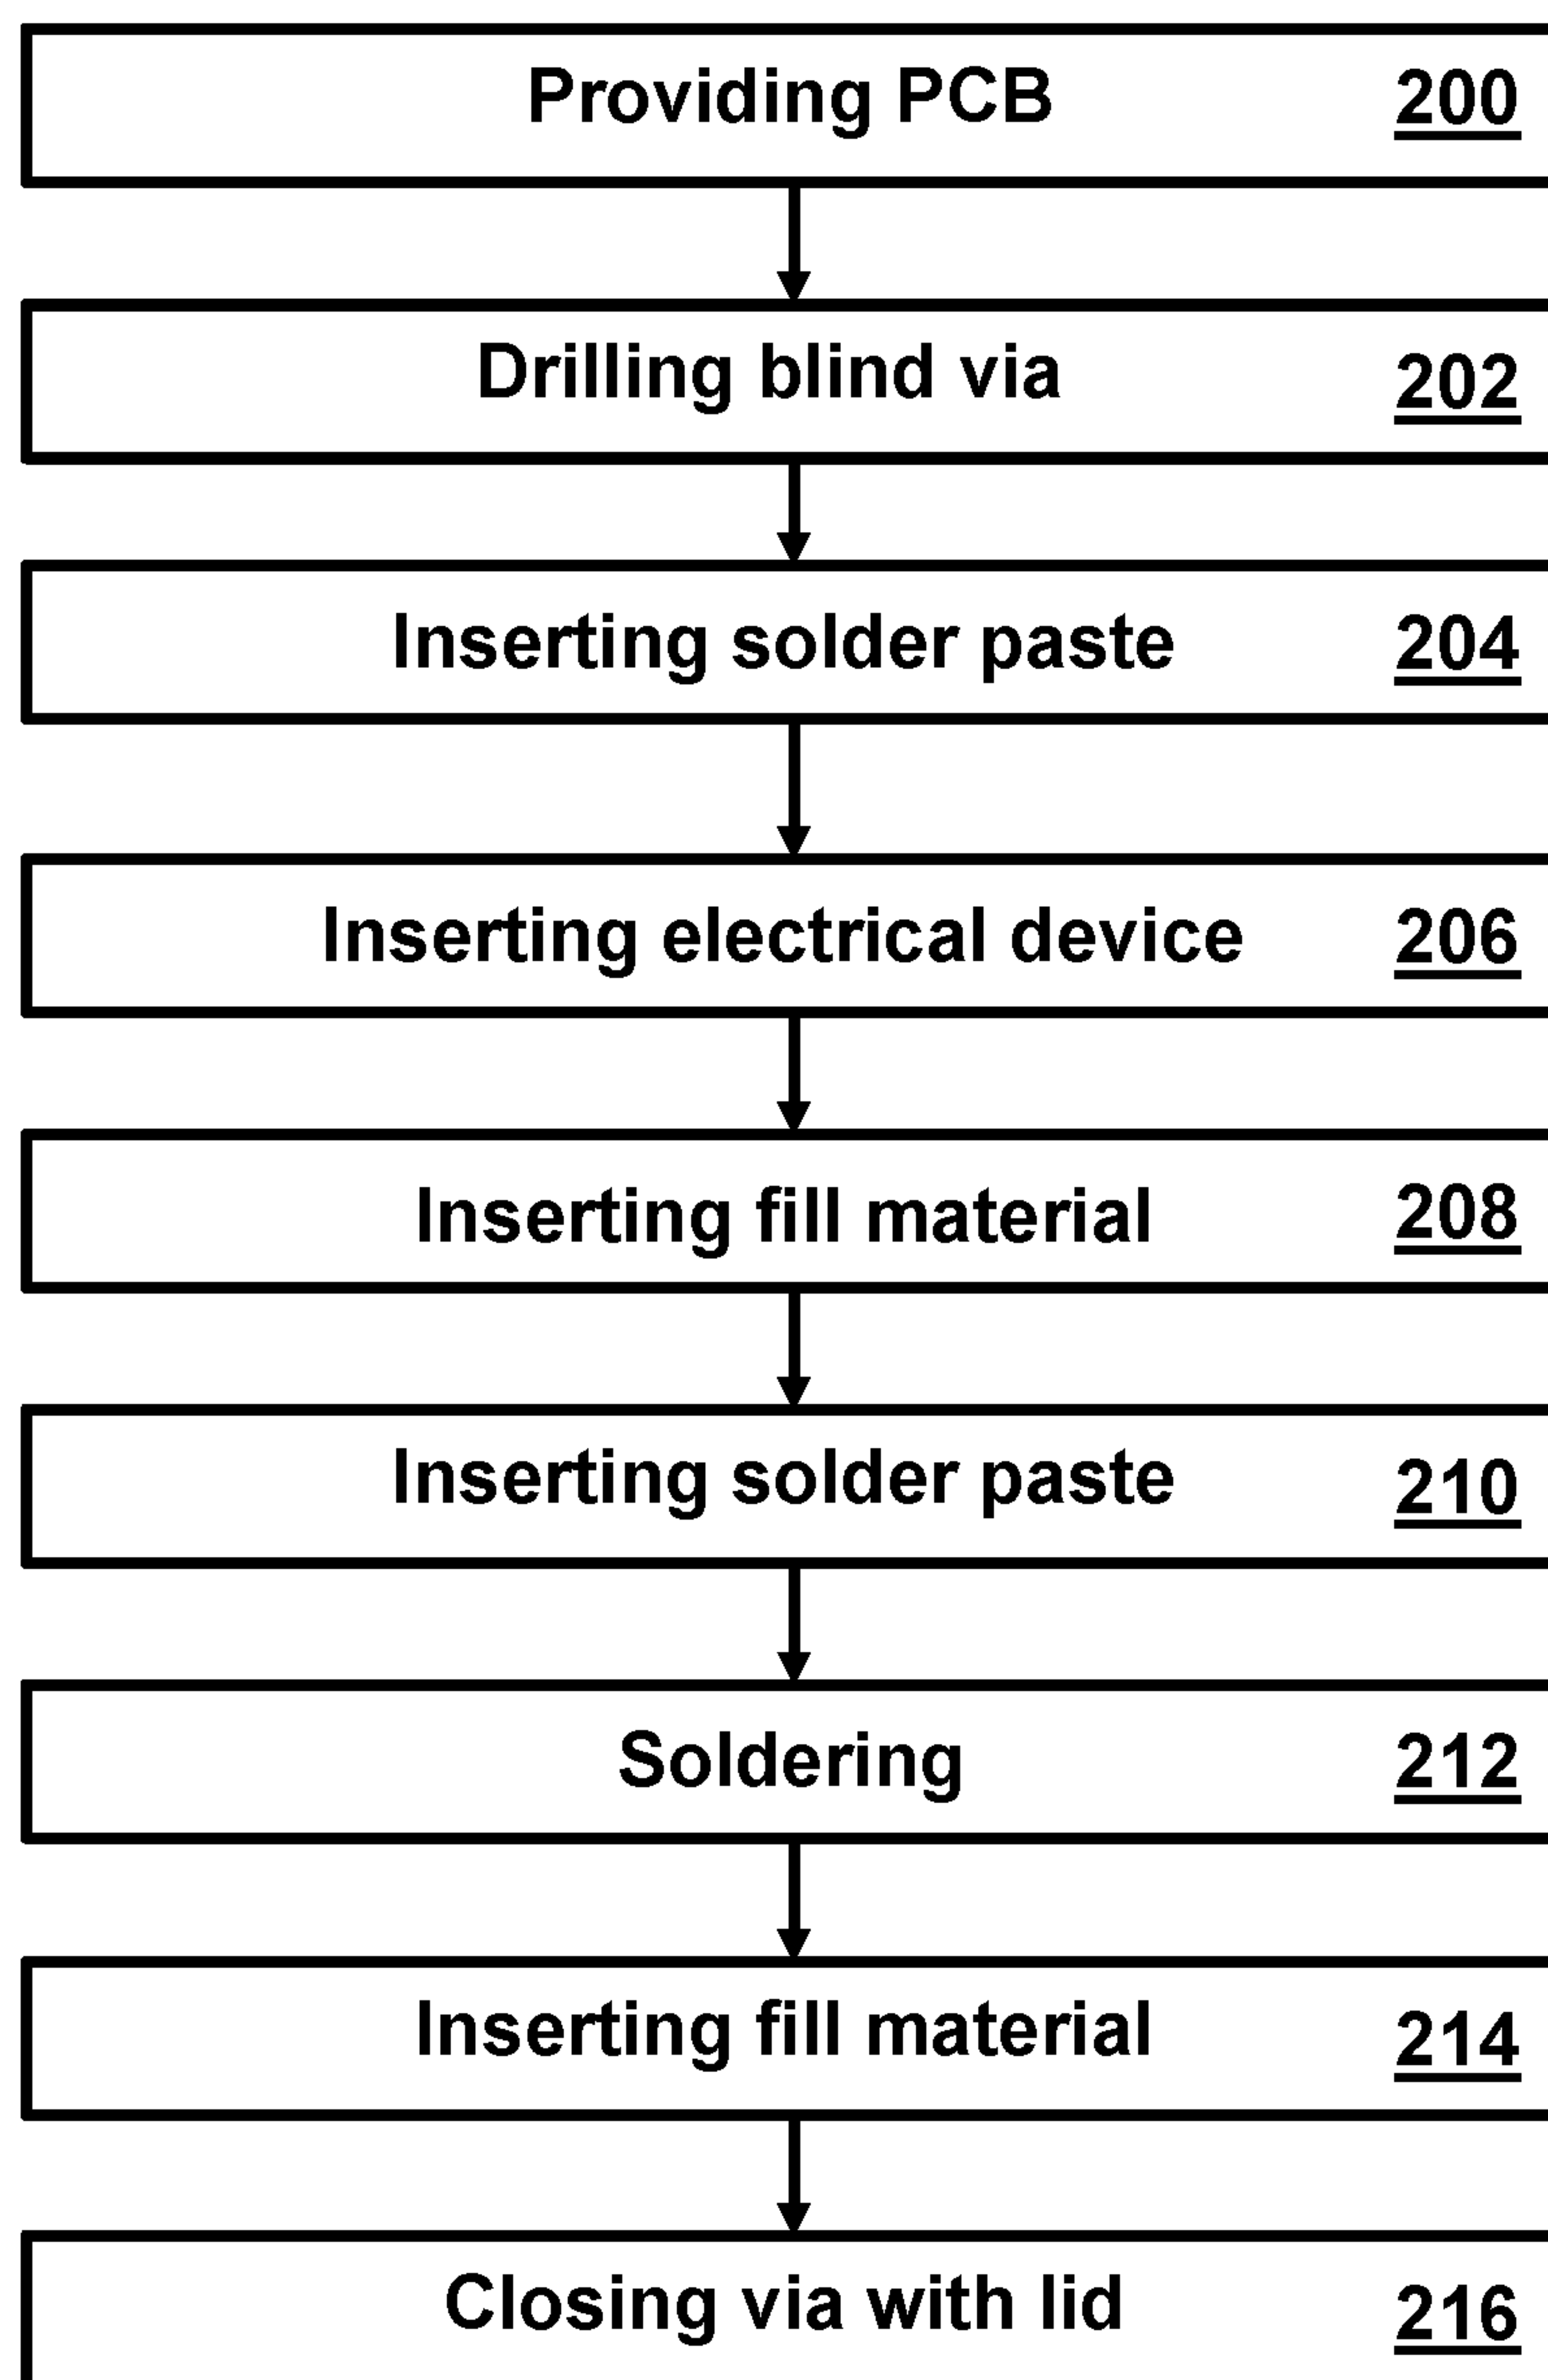 Providing PCB 200
Drilling blind via 202
Inserting solder paste 204
Inserting electrical device 206
Inserting fill material 208
Inserting solder paste 210
Soldering 212
Inserting fill material 214
Closing via with lid 216